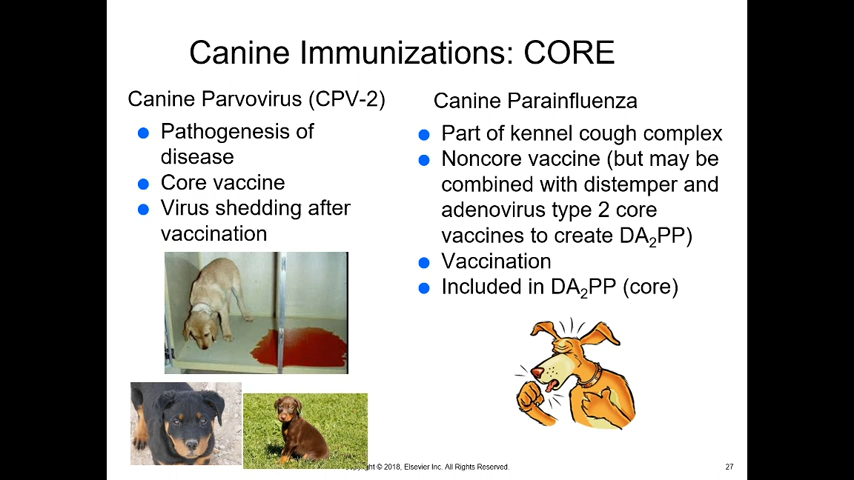 Canine Immunizations: CORE
Canine Parvovirus (CPV-2)
Pathogenesis of
disease
Core vaccine
Virus shedding after
vaccination
Canine Parainfluenza
Part of kennel cough complex
Noncore vaccine (but may be
combined with distemper and
adenovirus type 2 core
vaccines to create DA₂PP)
Vaccination
Included in DA₂PP (core)
© 2018, Elsevier Inc. All Rights Reserved.
27